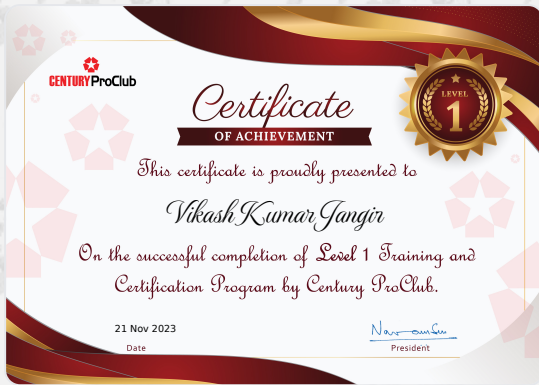 CENTURY ProClub
Certificate
OF ACHIEVEMENT
LEVEL
1
This certificate is proudly presented to
Vikash Kumar Jangir
On the successful completion of Level 1 Training and
Certification Program by Century ProClub.
21 Nov 2023
Date
President